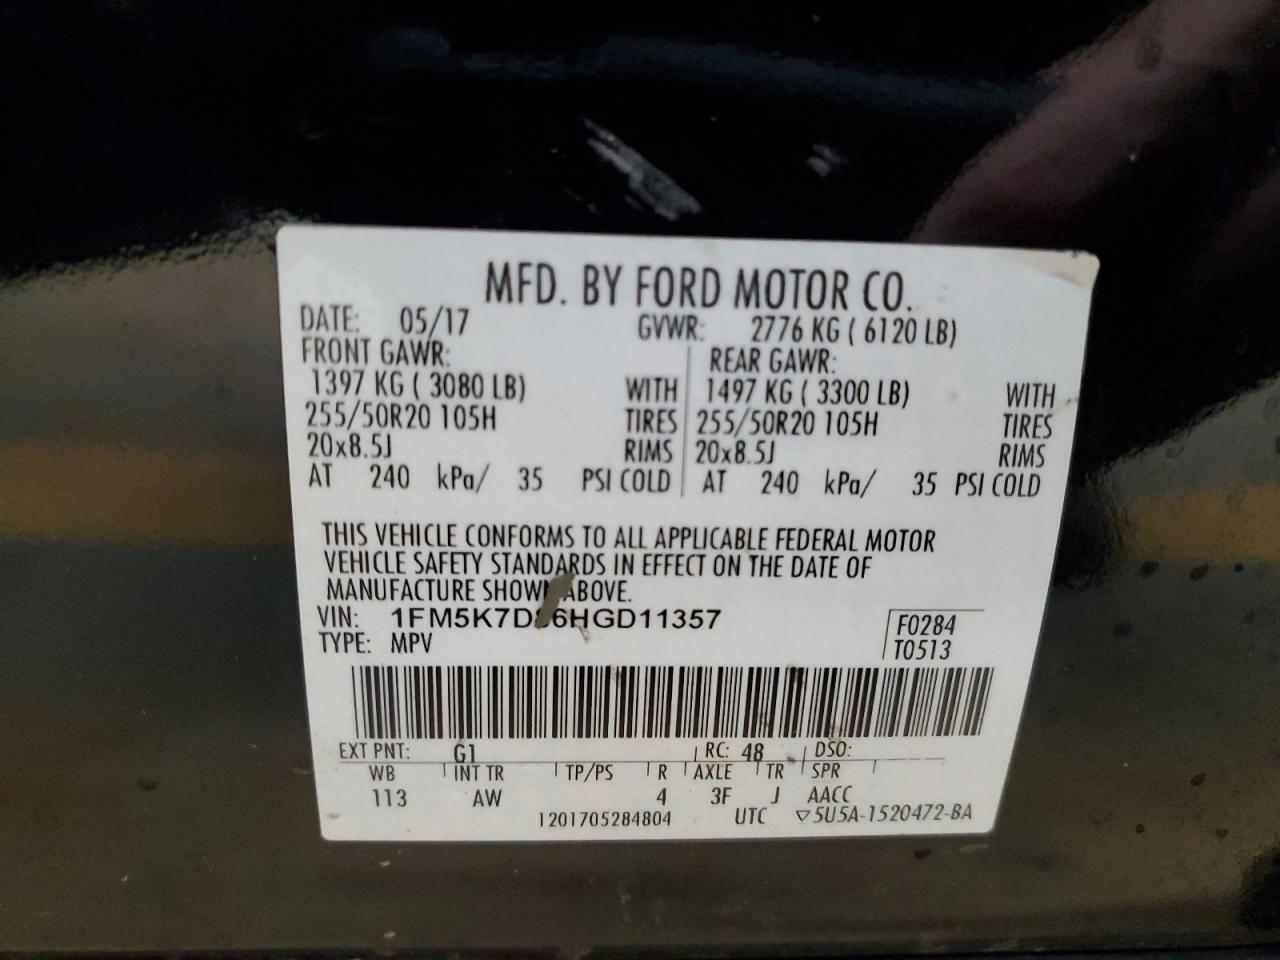 MFD. BY FORD MOTOR CO.
DATE: 05/17 GVWR: 2776 KG ( 6120 LB)
FRONT GAWR: REAR GAWR:
1397 KG ( 3080 LB) WITH 1497 KG ( 3300 LB) WITH
255/50R20 105H TIRES 255/50R20 105H TIRES
20x8.5J RIMS 20x8.5J RIMS
AT 240 kPa/ 35 PSI COLD AT 240 kPa/ 35 PSI COLD
THIS VEHICLE CONFORMS TO ALL APPLICABLE FEDERAL MOTOR
VEHICLE SAFETY STANDARDS IN EFFECT ON THE DATE OF
MANUFACTURE SHOWN ABOVE.
VIN: 1FM5K7D86HGD11357 F0284
TYPE: MPV T0513
EXT PNT: G1 RC: 48 DSO:
WB INT TR TP/PS R AXLE TR SPR
113 AW 4 3F J AACC
1201705284804 UTC ▽5U5A-1520472-BA